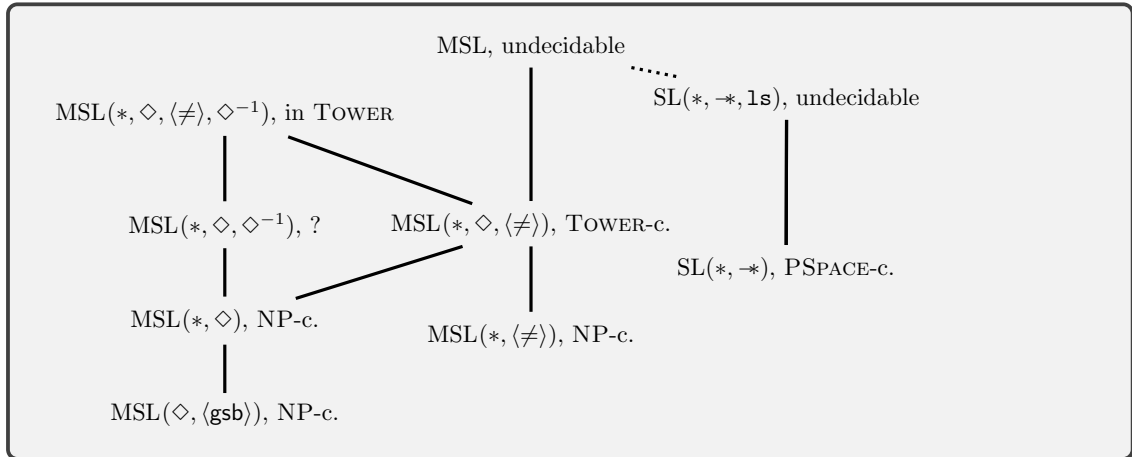 MSL, undecidable
SL(∗, −∗, ls), undecidable
MSL(∗, ◇, ⟨≠⟩, ◇⁻¹), in TOWER
MSL(∗, ◇, ◇⁻¹), ?
MSL(∗, ◇, ⟨≠⟩), TOWER-c.
SL(∗, −∗), PSPACE-c.
MSL(∗, ◇), NP-c.
MSL(∗, ⟨≠⟩), NP-c.
MSL(◇, ⟨gsb⟩), NP-c.